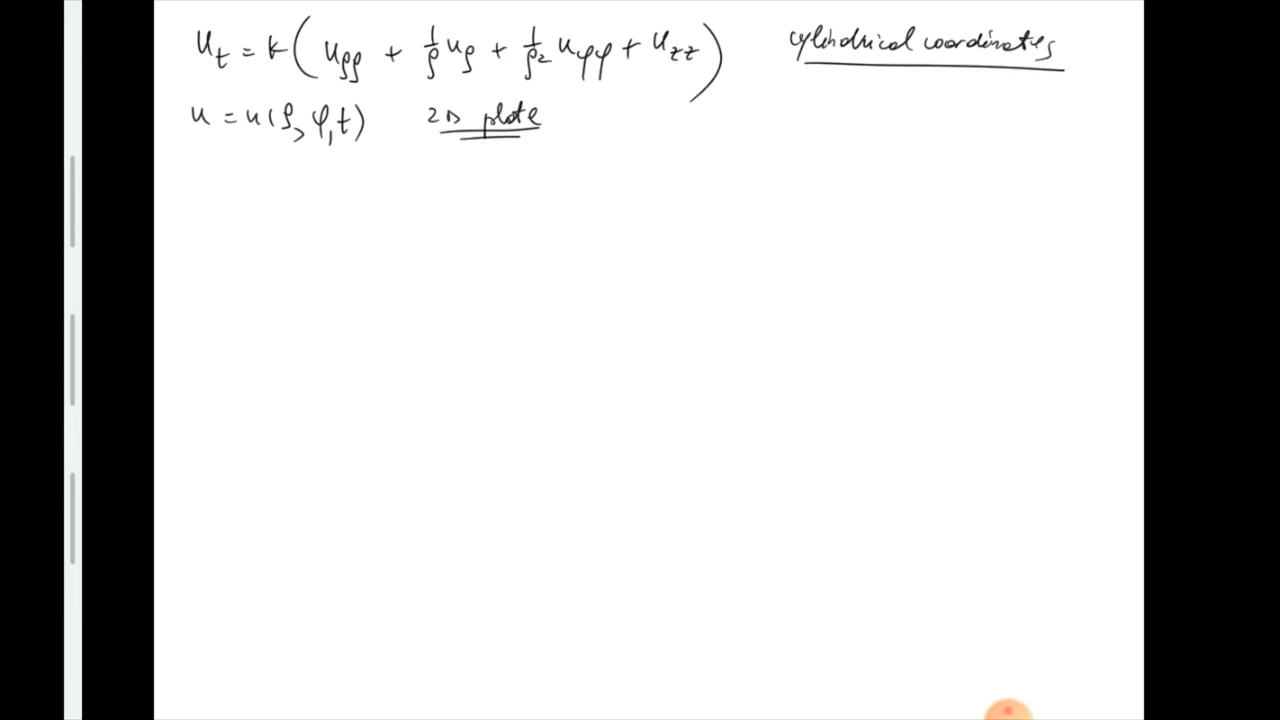 u_t = k ( u_ρρ + 1/ρ u_ρ + 1/ρ² u_φφ + u_zz ) cylindrical coordinates
u = u(ρ, φ, t) 2D plate